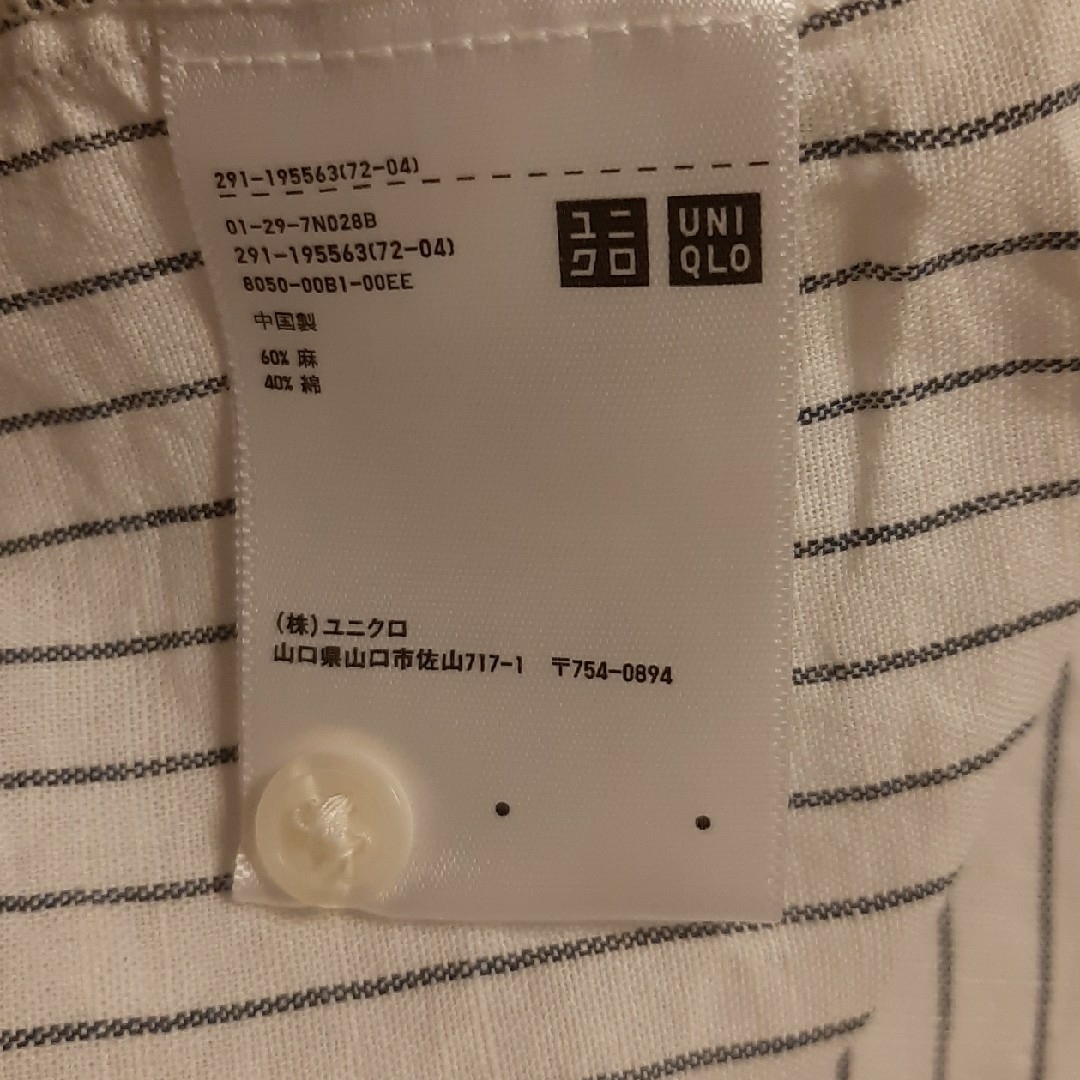 291-195563(72-04)
01-29-7N028B
291-195563(72-04)
8050-00B1-00EE
中国製
60% 麻
40% 綿
ユニ
クロ
UNI
QLO
(株)ユニクロ
山口県山口市佐山717-1 〒754-0894